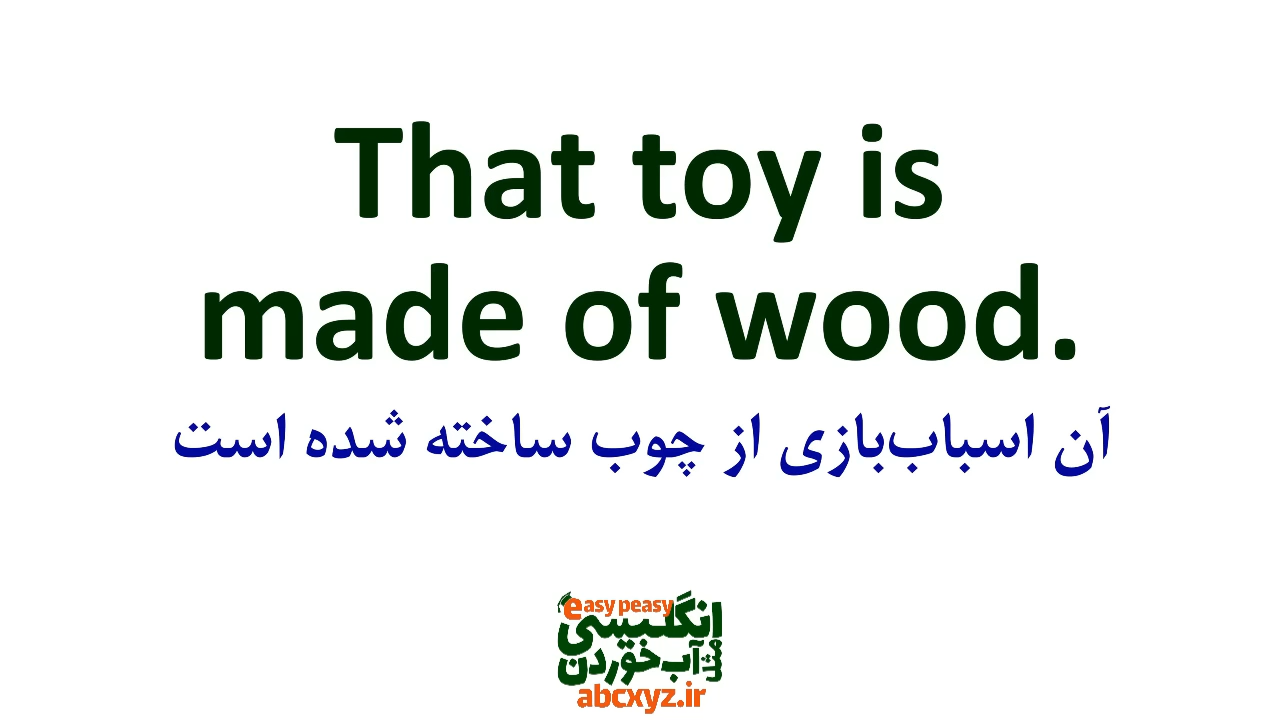 That toy is
made of wood.
آن اسباب‌بازی از چوب ساخته شده است
easy peasy
انگلیسی
مثل آب خوردن
abcxyz.ir